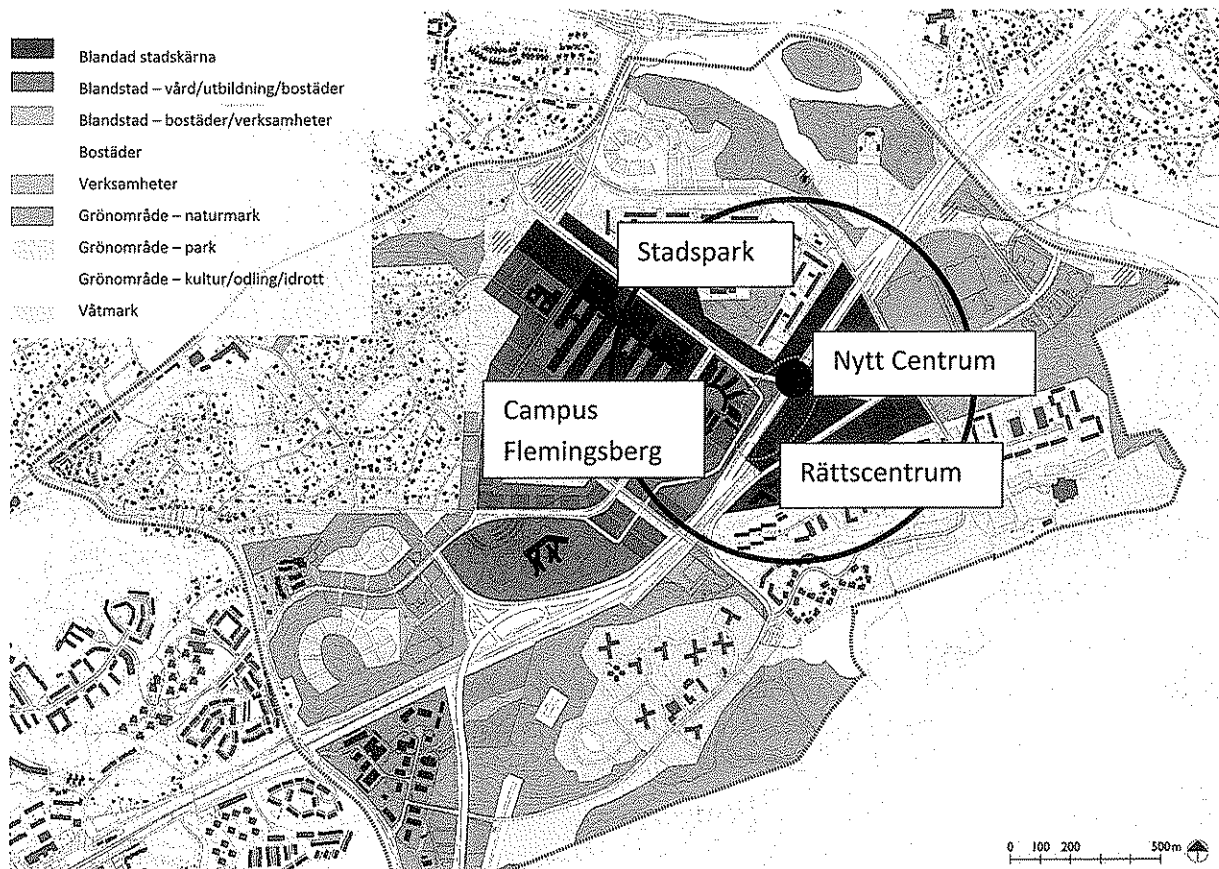 Blandad stadskärna
Blandstad – vård/utbildning/bostäder
Blandstad – bostäder/verksamheter
Bostäder
Verksamheter
Grönområde – naturmark
Grönområde – park
Grönområde – kultur/odling/idrott
Våtmark
Stadspark
Nytt Centrum
Campus
Flemingsberg
Rättscentrum
0 100 200 500 m